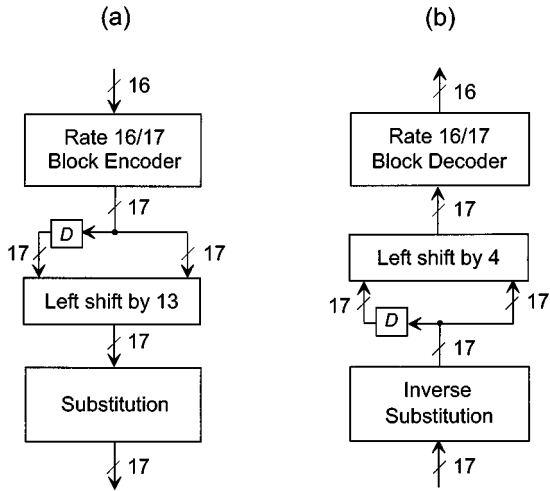 (a)
16
Rate 16/17
Block Encoder
17
D
17
17
Left shift by 13
17
Substitution
17
(b)
16
Rate 16/17
Block Decoder
17
Left shift by 4
17
17
D
17
Inverse
Substitution
17